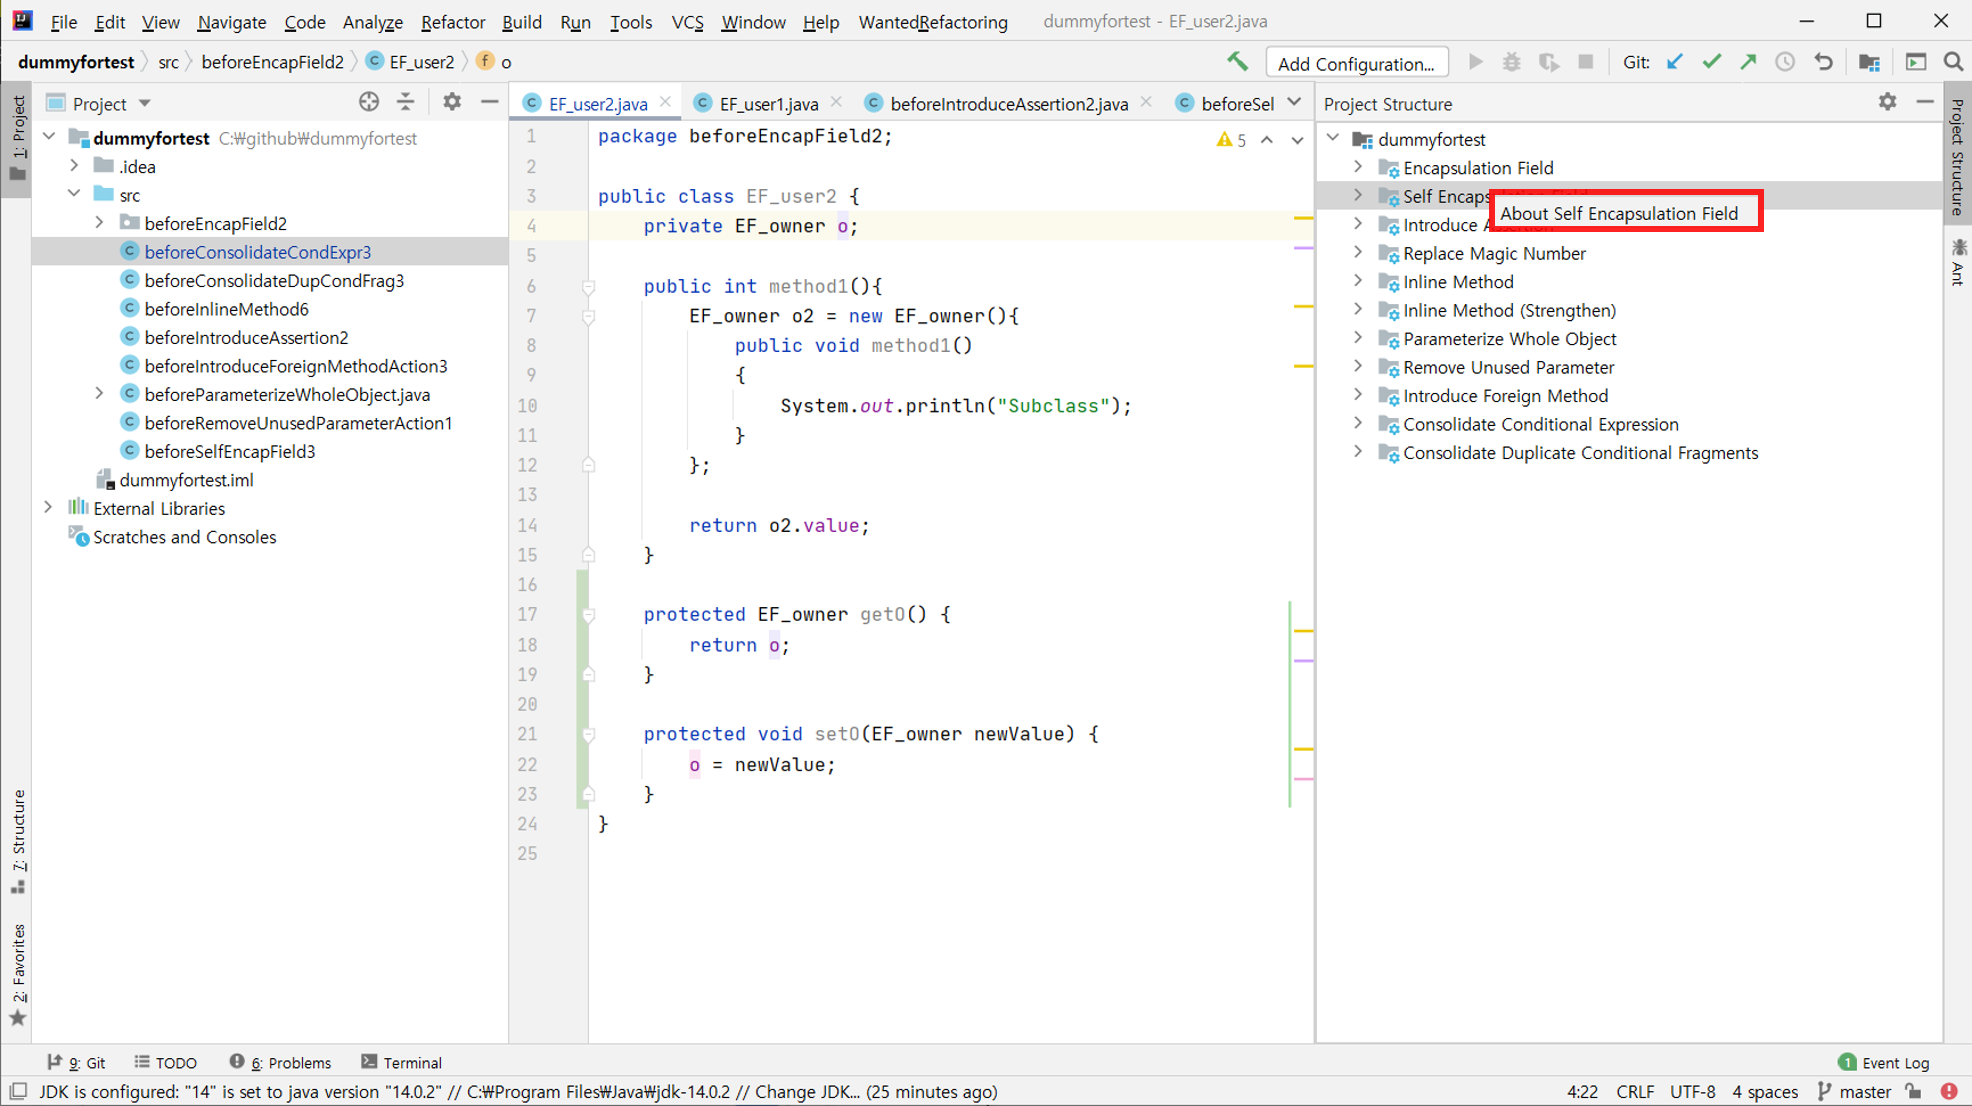 File Edit View Navigate Code Analyze Refactor Build Run Tools VCS Window Help WantedRefactoring dummyfortest - EF_user2.java
dummyfortest src beforeEncapField2 C EF_user2 f o
Add Configuration... Git:
1: Project
Project
dummyfortest C:₩github₩dummyfortest
.idea
src
beforeEncapField2
C beforeConsolidateCondExpr3
C beforeConsolidateDupCondFrag3
C beforeInlineMethod6
C beforeIntroduceAssertion2
C beforeIntroduceForeignMethodAction3
C beforeParameterizeWholeObject.java
C beforeRemoveUnusedParameterAction1
C beforeSelfEncapField3
dummyfortest.iml
External Libraries
Scratches and Consoles
7: Structure
2: Favorites
C EF_user2.java C EF_user1.java C beforeIntroduceAssertion2.java C beforeSel
5
1 package beforeEncapField2;
2
3 public class EF_user2 {
4 private EF_owner o;
5
6 public int method1(){
7 EF_owner o2 = new EF_owner(){
8 public void method1()
9 {
10 System.out.println("Subclass");
11 }
12 };
13
14 return o2.value;
15 }
16
17 protected EF_owner getO() {
18 return o;
19 }
20
21 protected void setO(EF_owner newValue) {
22 o = newValue;
23 }
24 }
25
Project Structure
dummyfortest
Encapsulation Field
Self Encaps
About Self Encapsulation Field
Introduce A
Replace Magic Number
Inline Method
Inline Method (Strengthen)
Parameterize Whole Object
Remove Unused Parameter
Introduce Foreign Method
Consolidate Conditional Expression
Consolidate Duplicate Conditional Fragments
Project Structure
Ant
9: Git TODO 6: Problems Terminal 1 Event Log
JDK is configured: "14" is set to java version "14.0.2" // C:₩Program Files₩Java₩jdk-14.0.2 // Change JDK... (25 minutes ago) 4:22 CRLF UTF-8 4 spaces master